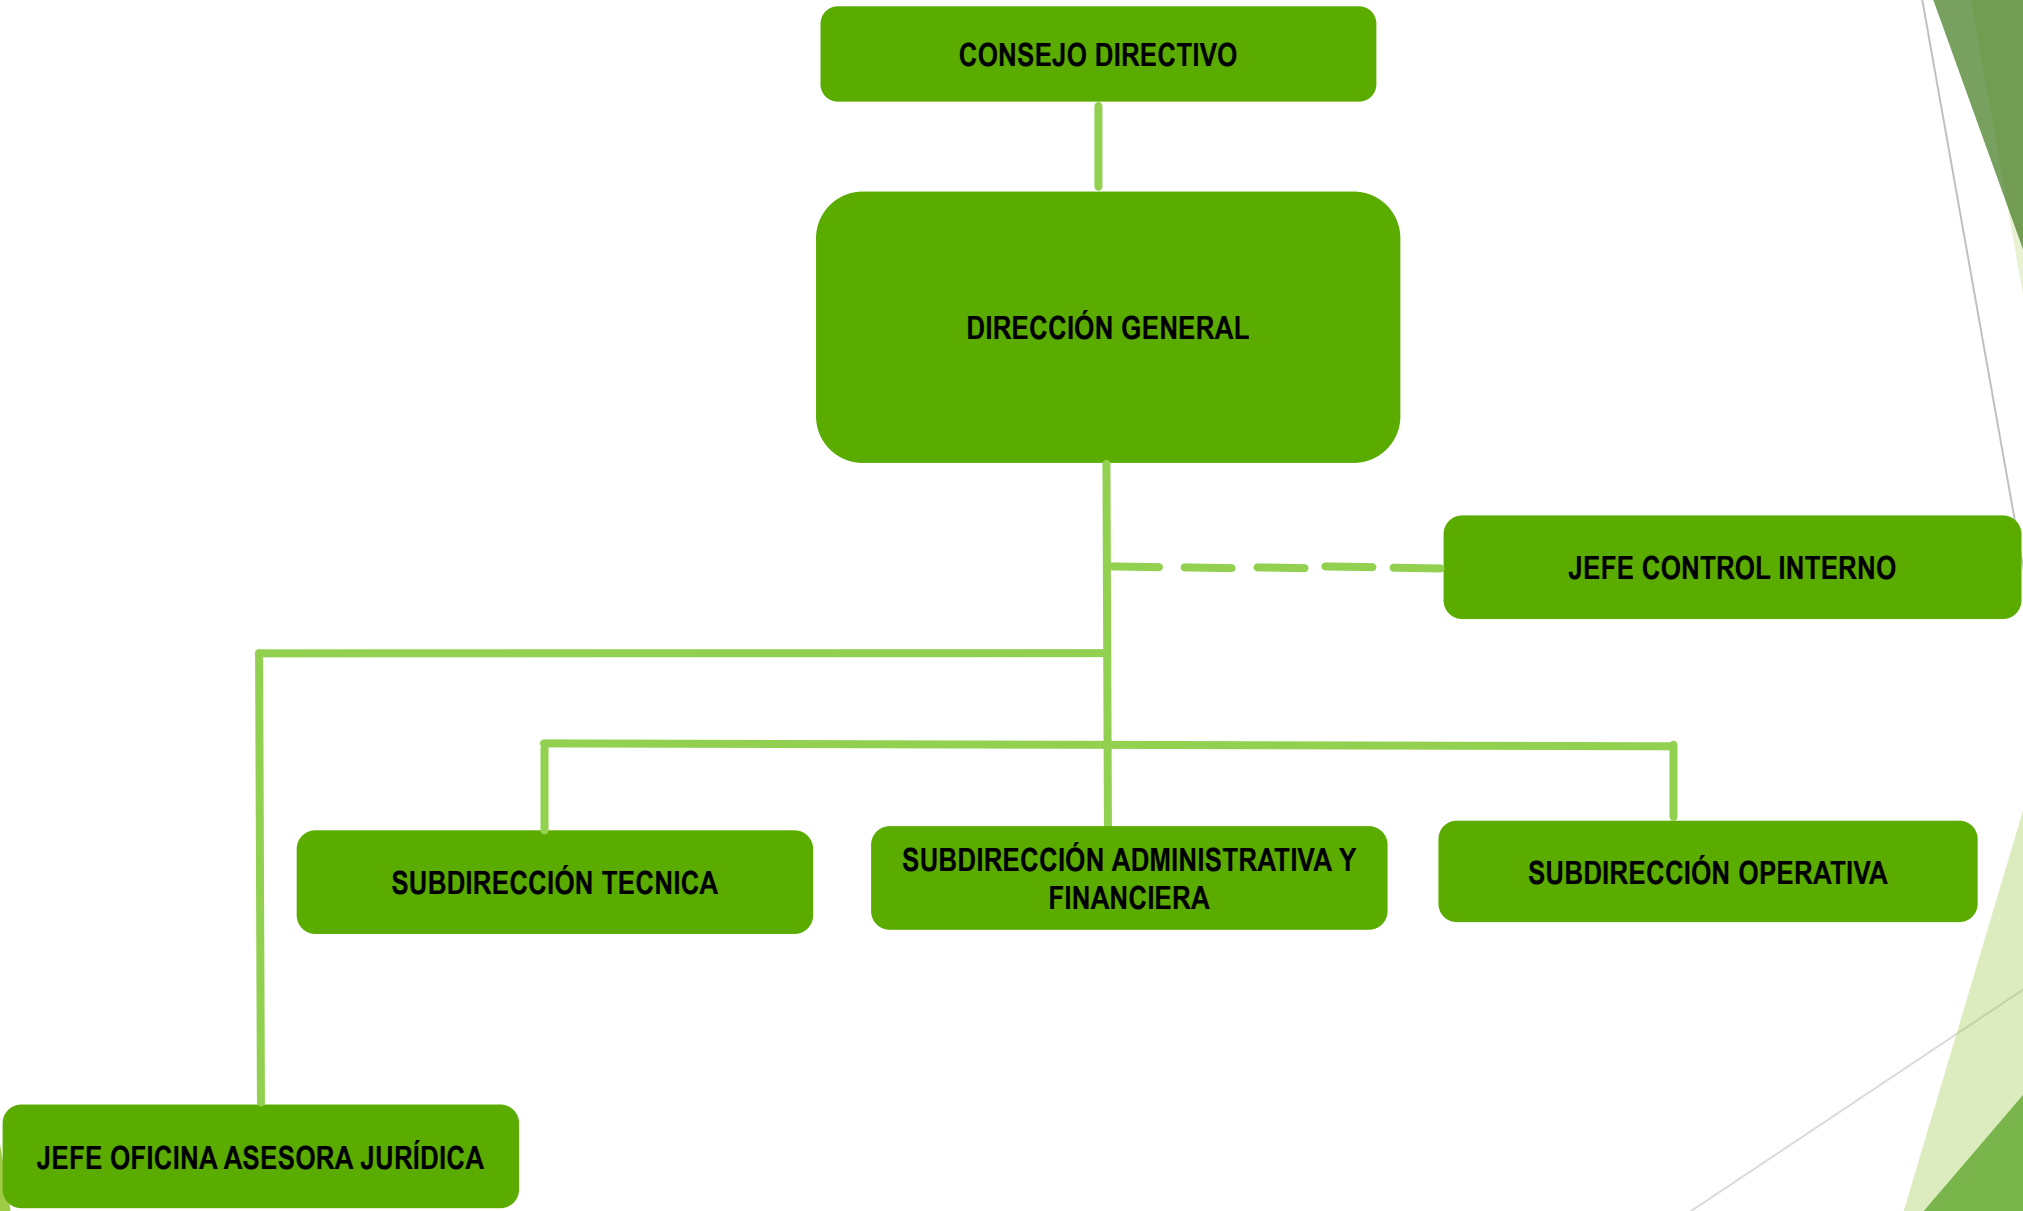 CONSEJO DIRECTIVO
DIRECCIÓN GENERAL
JEFE CONTROL INTERNO
SUBDIRECCIÓN TECNICA
SUBDIRECCIÓN ADMINISTRATIVA Y
FINANCIERA
SUBDIRECCIÓN OPERATIVA
JEFE OFICINA ASESORA JURÍDICA